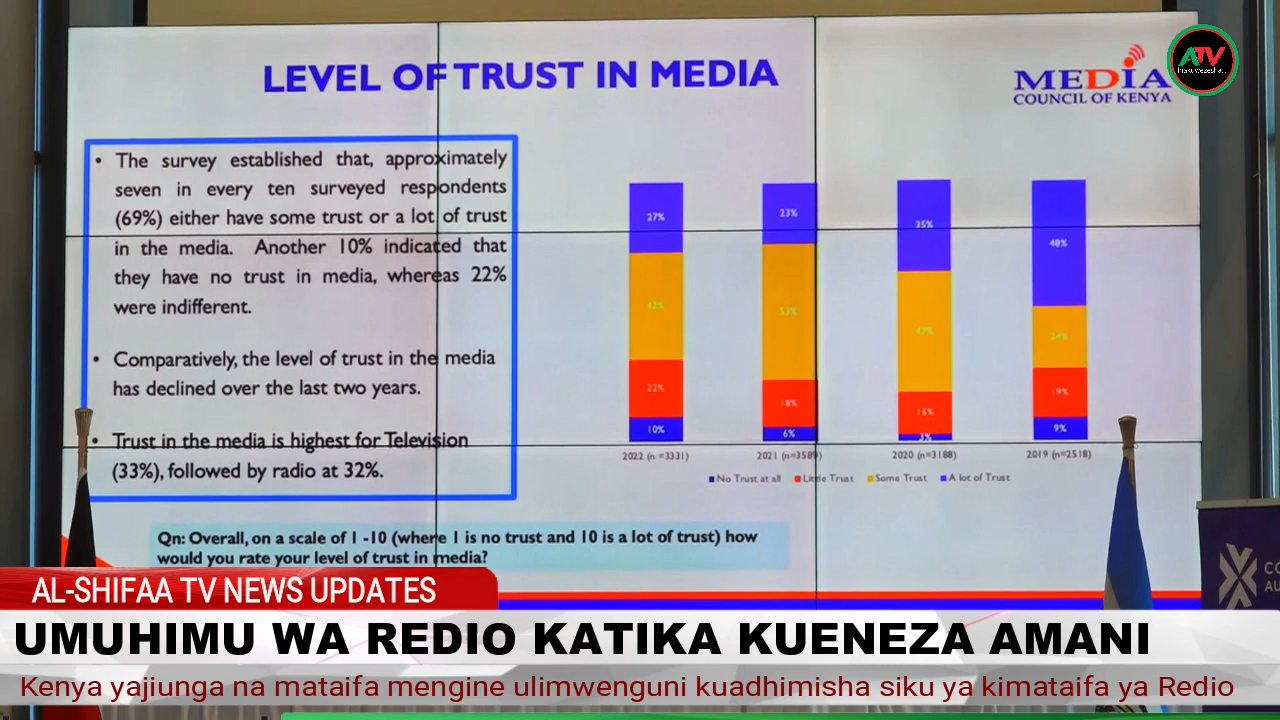 LEVEL OF TRUST IN MEDIA
MEDIA
COUNCIL OF KENYA
ATV
• The survey established that, approximately
seven in every ten surveyed respondents
(69%) either have some trust or a lot of trust
in the media. Another 10% indicated that
they have no trust in media, whereas 22%
were indifferent.
• Comparatively, the level of trust in the media
has declined over the last two years.
• Trust in the media is highest for Television
(33%), followed by radio at 32%.
27%
23%
35%
48%
53%
47%
24%
22%
18%
16%
19%
10%
6%
3%
9%
2022 (n =3331)
2021 (n=3589)
2020 (n=3188)
2019 (n=2518)
No Trust at all
Little Trust
Some Trust
A lot of Trust
Qn: Overall, on a scale of 1 -10 (where 1 is no trust and 10 is a lot of trust) how
would you rate your level of trust in media?
CO
AU
AL-SHIFAA TV NEWS UPDATES
UMUHIMU WA REDIO KATIKA KUENEZA AMANI
Kenya yajiunga na mataifa mengine ulimwenguni kuadhimisha siku ya kimataifa ya Redio